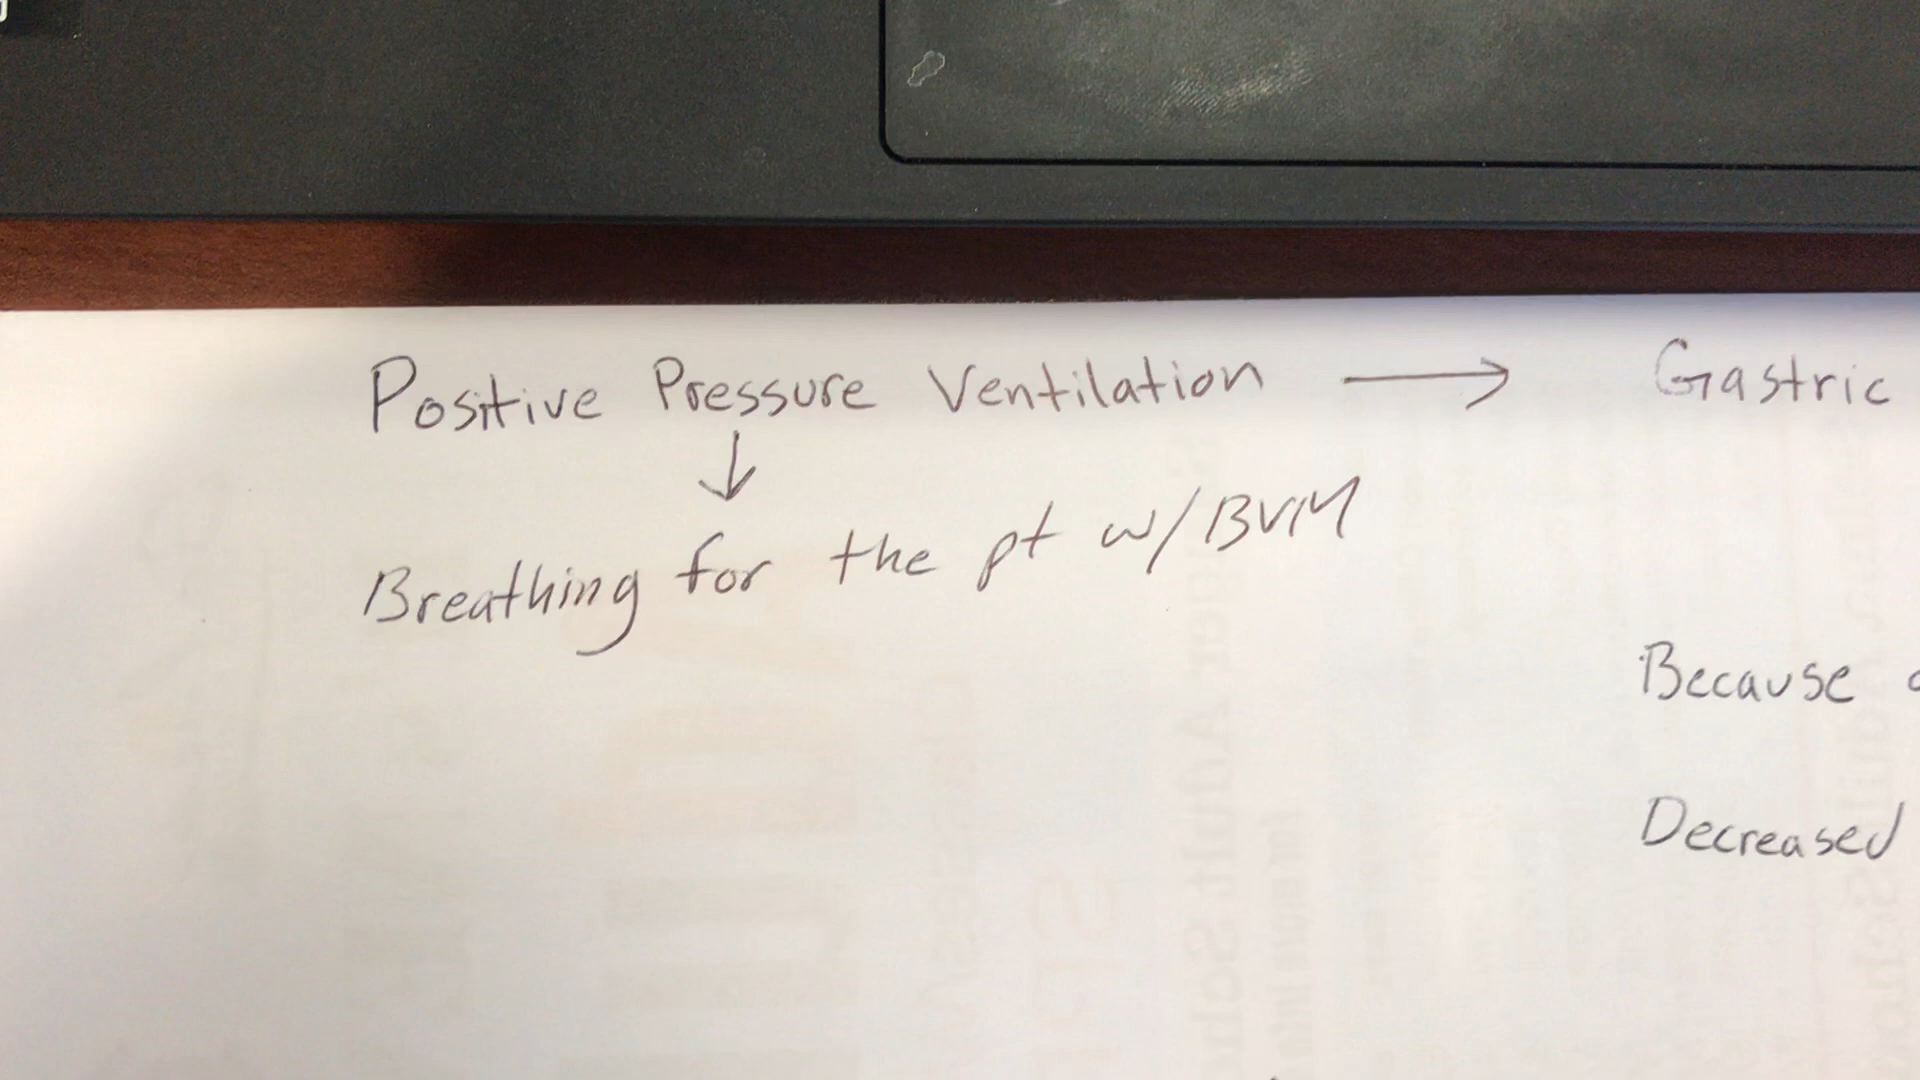 Positive Pressure Ventilation → Gastric
↓
Breathing for the pt w/BVM
Because
Decreased